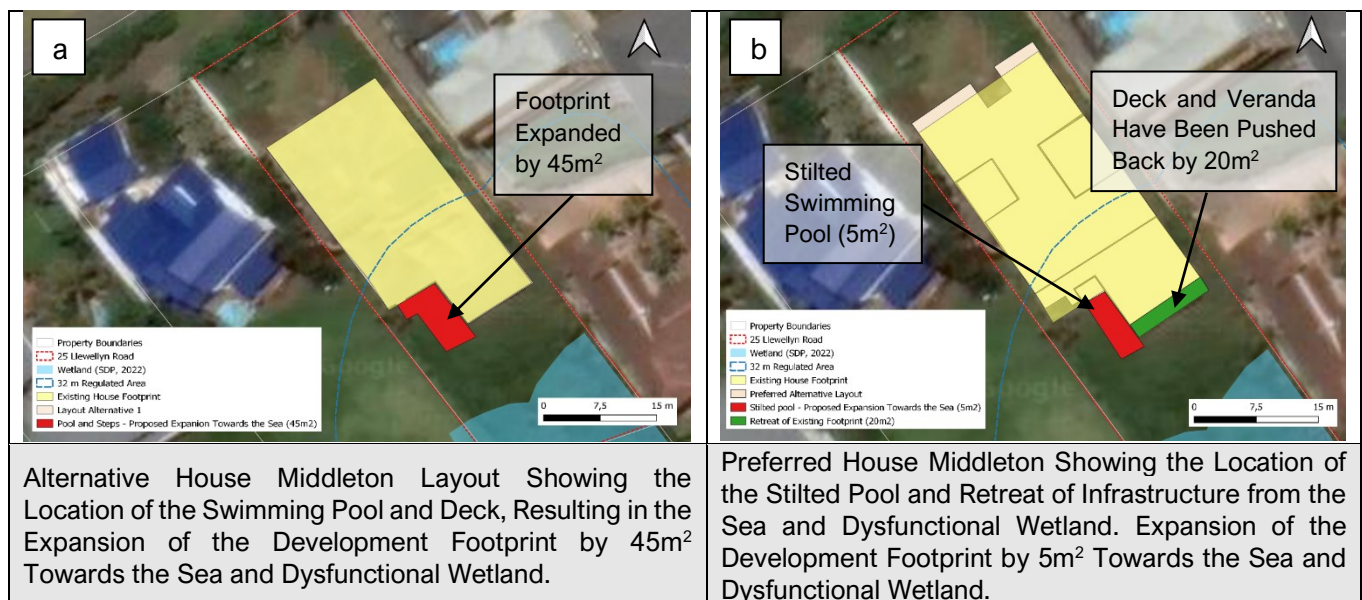 a
Footprint
Expanded
by 45m²
Property Boundaries
25 Llewellyn Road
Wetland (SDP, 2022)
32 m Regulated Area
Existing House Footprint
Layout Alternative 1
Pool and Steps - Proposed Expanion Towards the Sea (45m2)
Google
0 7,5 15 m
b
Deck and Veranda
Have Been Pushed
Back by 20m²
Stilted
Swimming
Pool (5m²)
Property Boundaries
25 Llewellyn Road
Wetland (SDP, 2022)
32 m Regulated Area
Existing House Footprint
Preferred Alternative Layout
Stilted pool - Proposed Expansion Towards the Sea (5m2)
Retreat of Existing Footprint (20m2)
Google
0 7,5 15 m
Alternative House Middleton Layout Showing the
Location of the Swimming Pool and Deck, Resulting in the
Expansion of the Development Footprint by 45m²
Towards the Sea and Dysfunctional Wetland.
Preferred House Middleton Showing the Location of
the Stilted Pool and Retreat of Infrastructure from the
Sea and Dysfunctional Wetland. Expansion of the
Development Footprint by 5m² Towards the Sea and
Dysfunctional Wetland.